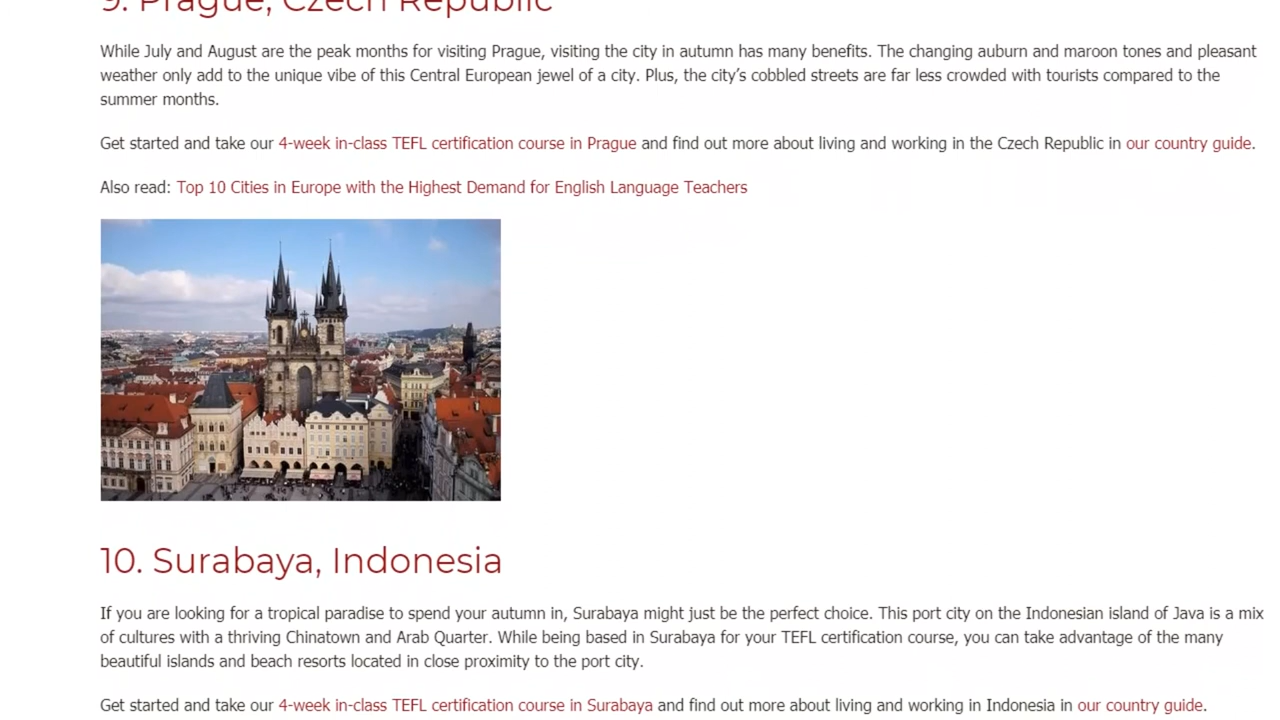 9. Prague, Czech Republic
While July and August are the peak months for visiting Prague, visiting the city in autumn has many benefits. The changing auburn and maroon tones and pleasant
weather only add to the unique vibe of this Central European jewel of a city. Plus, the city's cobbled streets are far less crowded with tourists compared to the
summer months.
Get started and take our 4-week in-class TEFL certification course in Prague and find out more about living and working in the Czech Republic in our country guide.
Also read: Top 10 Cities in Europe with the Highest Demand for English Language Teachers
10. Surabaya, Indonesia
If you are looking for a tropical paradise to spend your autumn in, Surabaya might just be the perfect choice. This port city on the Indonesian island of Java is a mix
of cultures with a thriving Chinatown and Arab Quarter. While being based in Surabaya for your TEFL certification course, you can take advantage of the many
beautiful islands and beach resorts located in close proximity to the port city.
Get started and take our 4-week in-class TEFL certification course in Surabaya and find out more about living and working in Indonesia in our country guide.